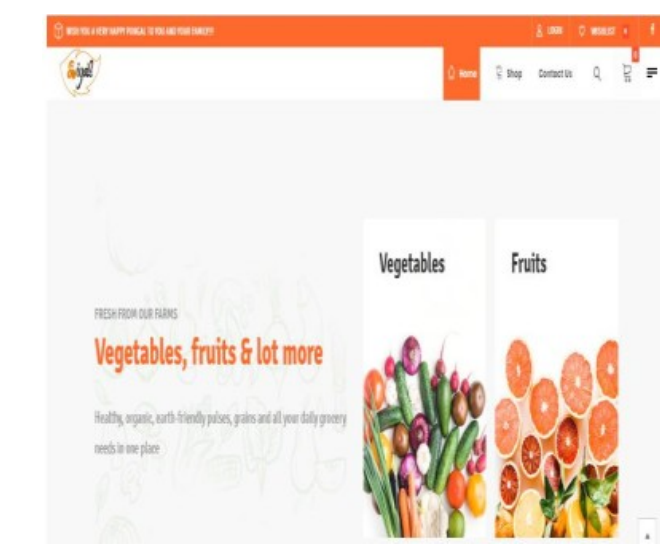 WISH YOU A VERY HAPPY PONGAL TO YOU AND YOUR FAMILY!!!
LOGIN
WISHLIST
Home
Shop
Contact Us
Vegetables
Fruits
FRESH FROM OUR FARMS
Vegetables, fruits & lot more
Healthy, organic, earth-friendly pulses, grains and all your daily grocery
needs in one place